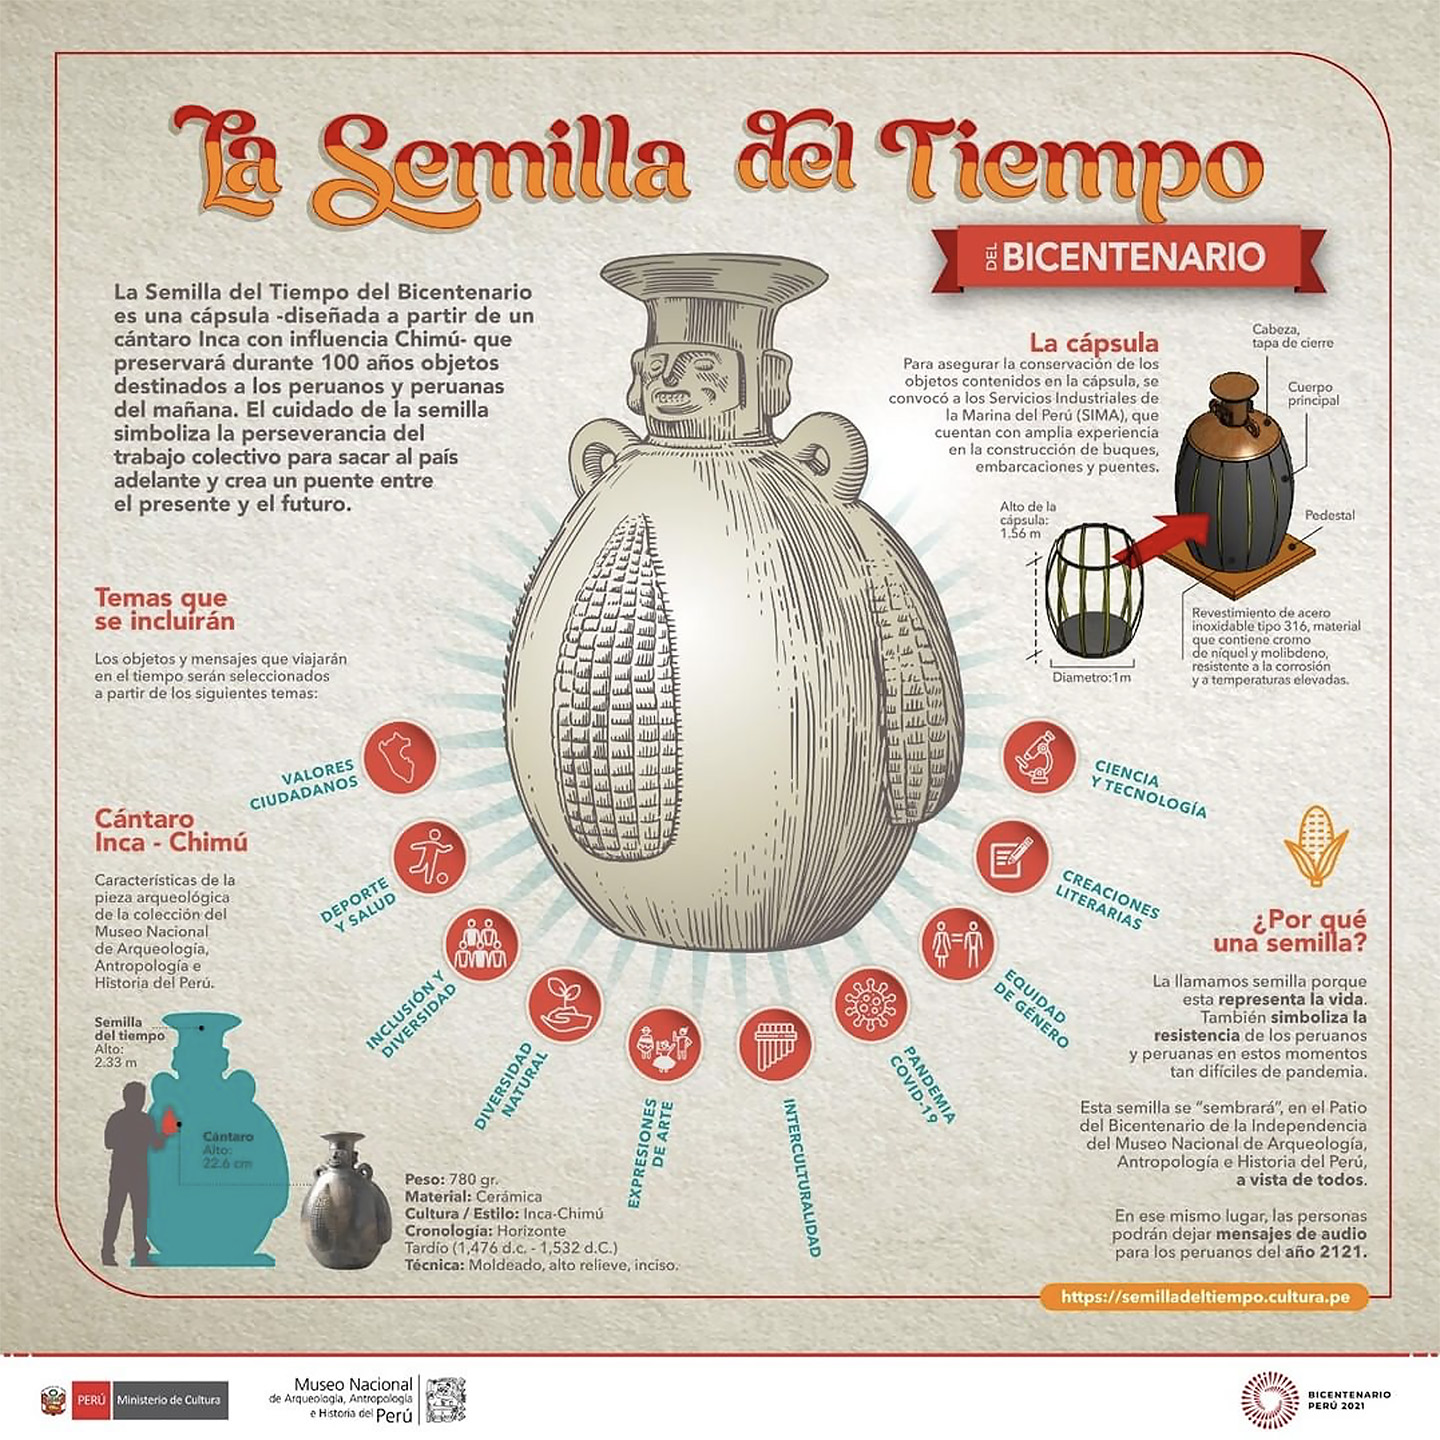 La Semilla del Tiempo
DEL BICENTENARIO
La Semilla del Tiempo del Bicentenario
es una cápsula -diseñada a partir de un
cántaro Inca con influencia Chimú- que
preservará durante 100 años objetos
destinados a los peruanos y peruanas
del mañana. El cuidado de la semilla
simboliza la perseverancia del
trabajo colectivo para sacar al país
adelante y crea un puente entre
el presente y el futuro.
La cápsula
Para asegurar la conservación de los
objetos contenidos en la cápsula, se
convocó a los Servicios Industriales de
la Marina del Perú (SIMA), que
cuentan con amplia experiencia
en la construcción de buques,
embarcaciones y puentes.
Cabeza,
tapa de cierre
Cuerpo
principal
Pedestal
Alto de la
cápsula:
1.56 m
Diametro:1m
Revestimiento de acero
inoxidable tipo 316, material
que contiene cromo
de níquel y molibdeno,
resistente a la corrosión
y a temperaturas elevadas.
Temas que
se incluirán
Los objetos y mensajes que viajarán
en el tiempo serán seleccionados
a partir de los siguientes temas:
VALORES
CIUDADANOS
DEPORTE
Y SALUD
INCLUSIÓN Y
DIVERSIDAD
DIVERSIDAD
NATURAL
EXPRESIONES
DE ARTE
INTERCULTURALIDAD
PANDEMIA
COVID-19
EQUIDAD
DE GÉNERO
CREACIONES
LITERARIAS
CIENCIA
Y TECNOLOGÍA
Cántaro
Inca - Chimú
Características de la
pieza arqueológica
de la colección del
Museo Nacional
de Arqueología,
Antropología e
Historia del Perú.
Semilla
del tiempo
Alto:
2.33 m
Cántaro
Alto:
22.6 cm
Peso: 780 gr.
Material: Cerámica
Cultura / Estilo: Inca-Chimú
Cronología: Horizonte
Tardío (1,476 d.c. - 1,532 d.C.)
Técnica: Moldeado, alto relieve, inciso.
¿Por qué
una semilla?
La llamamos semilla porque
esta representa la vida.
También simboliza la
resistencia de los peruanos
y peruanas en estos momentos
tan difíciles de pandemia.
Esta semilla se "sembrará", en el Patio
del Bicentenario de la Independencia
del Museo Nacional de Arqueología,
Antropología e Historia del Perú,
a vista de todos.
En ese mismo lugar, las personas
podrán dejar mensajes de audio
para los peruanos del año 2121.
https://semilladeltiempo.cultura.pe
PERÚ Ministerio de Cultura
Museo Nacional
de Arqueología, Antropología
e Historia del Perú
BICENTENARIO
PERÚ 2021